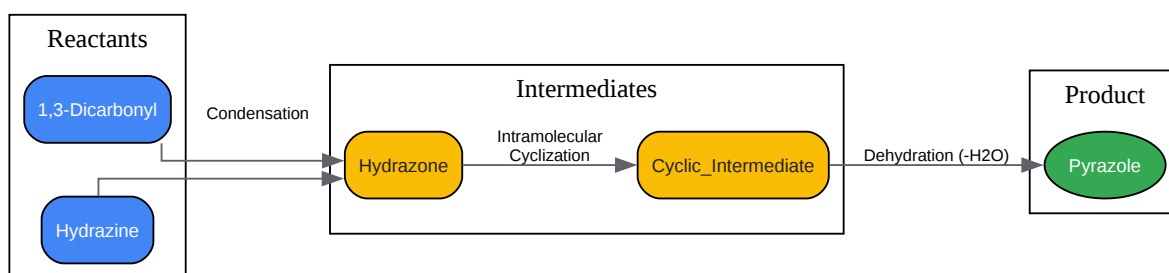 Reactants
1,3-Dicarbonyl
Hydrazine
Condensation
Intermediates
Hydrazone
Intramolecular
Cyclization
Cyclic_Intermediate
Dehydration (-H2O)
Product
Pyrazole